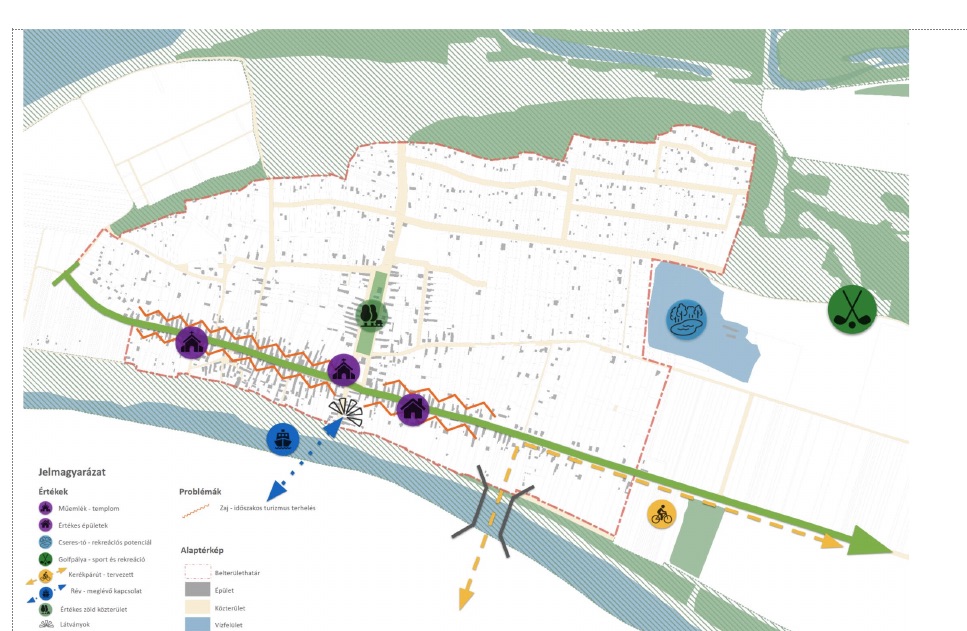 Jelmagyarázat
Értékek
Műemlék - templom
Értékes épületek
Cseres-tó - rekreációs potenciál
Golfpálya - sport és rekreáció
Kerékpárút - tervezett
Rév - meglévő kapcsolat
Értékes zöld közterület
Látványok
Problémák
Zaj - időszakos turizmus terhelés
Alaptérkép
Belterülethatár
Épület
Közterület
Vízfelület